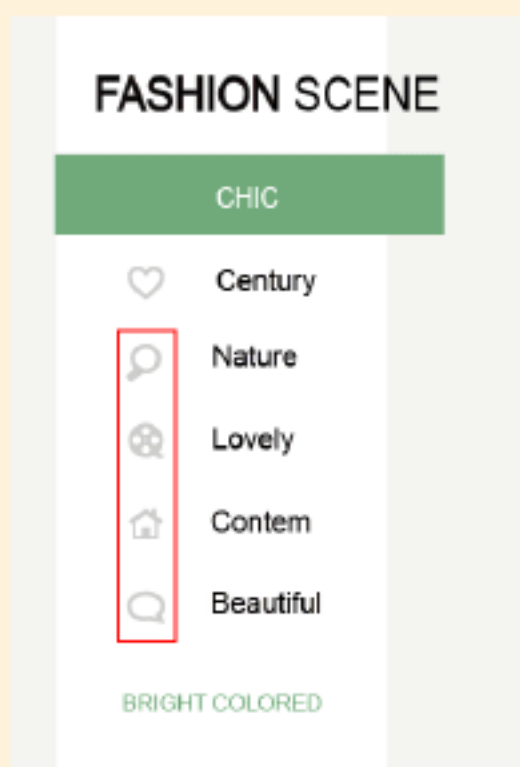 FASHION SCENE
CHIC
Century
Nature
Lovely
Contem
Beautiful
BRIGHT COLORED